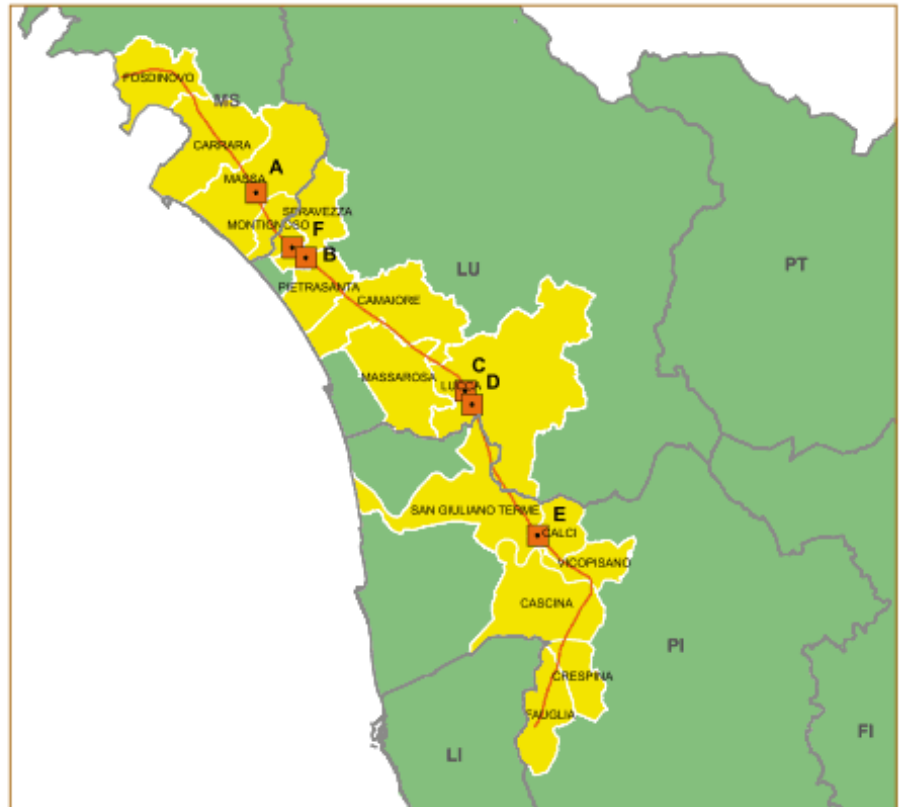 FOSDINOVO
MS
CARRARA
A
MASSA
SERAVEZZA
MONTIGNOSO
F
B
LU
PT
PIETRASANTA
CAMAIORE
C
MASSAROSA
LUCCA
D
SAN GIULIANO TERME
E
CALCI
VICOPISANO
CASCINA
PI
CRESPINA
FAUGLIA
FI
LI